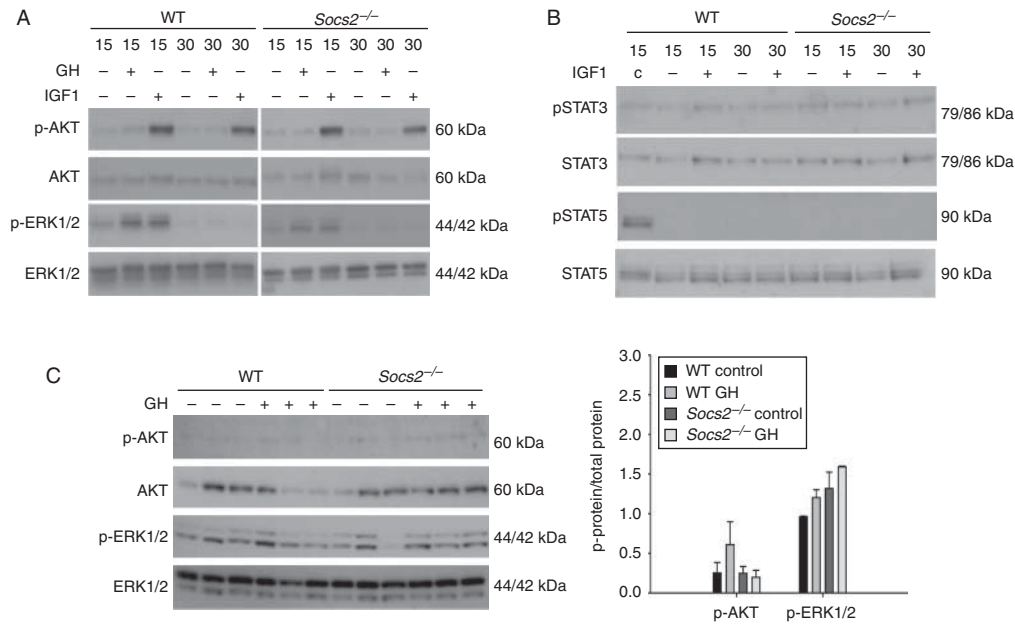 A
WT Socs2–/–
15 15 15 30 30 30 15 15 15 30 30 30
GH – + – – + – – + – – + –
IGF1 – – + – – + – – + – – +
p-AKT 60 kDa
AKT 60 kDa
p-ERK1/2 44/42 kDa
ERK1/2 44/42 kDa
B
WT Socs2–/–
15 15 15 30 30 15 15 30 30
IGF1 c – + – + – + – +
pSTAT3 79/86 kDa
STAT3 79/86 kDa
pSTAT5 90 kDa
STAT5 90 kDa
C
WT Socs2–/–
GH – – – + + + – – – + + +
p-AKT 60 kDa
AKT 60 kDa
p-ERK1/2 44/42 kDa
ERK1/2 44/42 kDa
p-protein/total protein
3.0
2.5
2.0
1.5
1.0
0.5
0.0
WT control
WT GH
Socs2–/– control
Socs2–/– GH
p-AKT p-ERK1/2